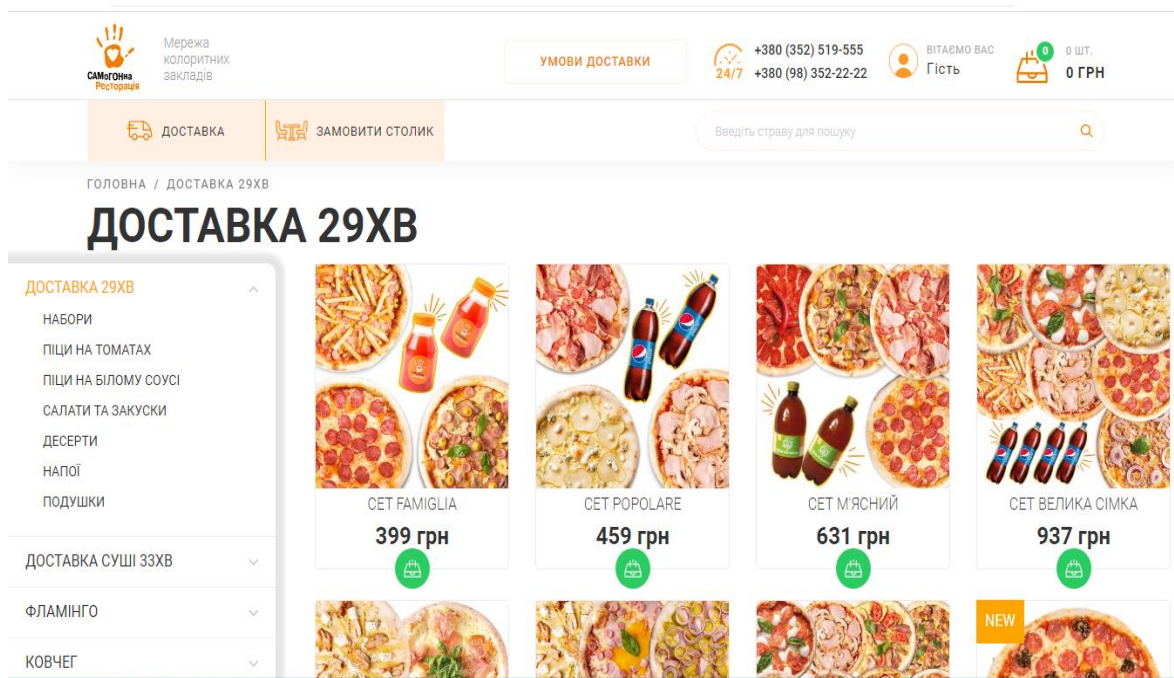 САМоГОНна
Ресторація
Мережа
колоритних
закладів
УМОВИ ДОСТАВКИ
24/7
+380 (352) 519-555
+380 (98) 352-22-22
ВІТАЄМО ВАС
Гість
0
0 ШТ.
0 ГРН
ДОСТАВКА
ЗАМОВИТИ СТОЛИК
Введіть страву для пошуку
ГОЛОВНА / ДОСТАВКА 29ХВ
ДОСТАВКА 29ХВ
ДОСТАВКА 29ХВ
НАБОРИ
ПІЦИ НА ТОМАТАХ
ПІЦИ НА БІЛОМУ СОУСІ
САЛАТИ ТА ЗАКУСКИ
ДЕСЕРТИ
НАПОЇ
ПОДУШКИ
ДОСТАВКА СУШІ 33ХВ
ФЛАМІНГО
КОВЧЕГ
СЕТ FAMIGLIA
399 грн
СЕТ POPOLARE
459 грн
СЕТ М'ЯСНИЙ
631 грн
СЕТ ВЕЛИКА СІМКА
937 грн
NEW